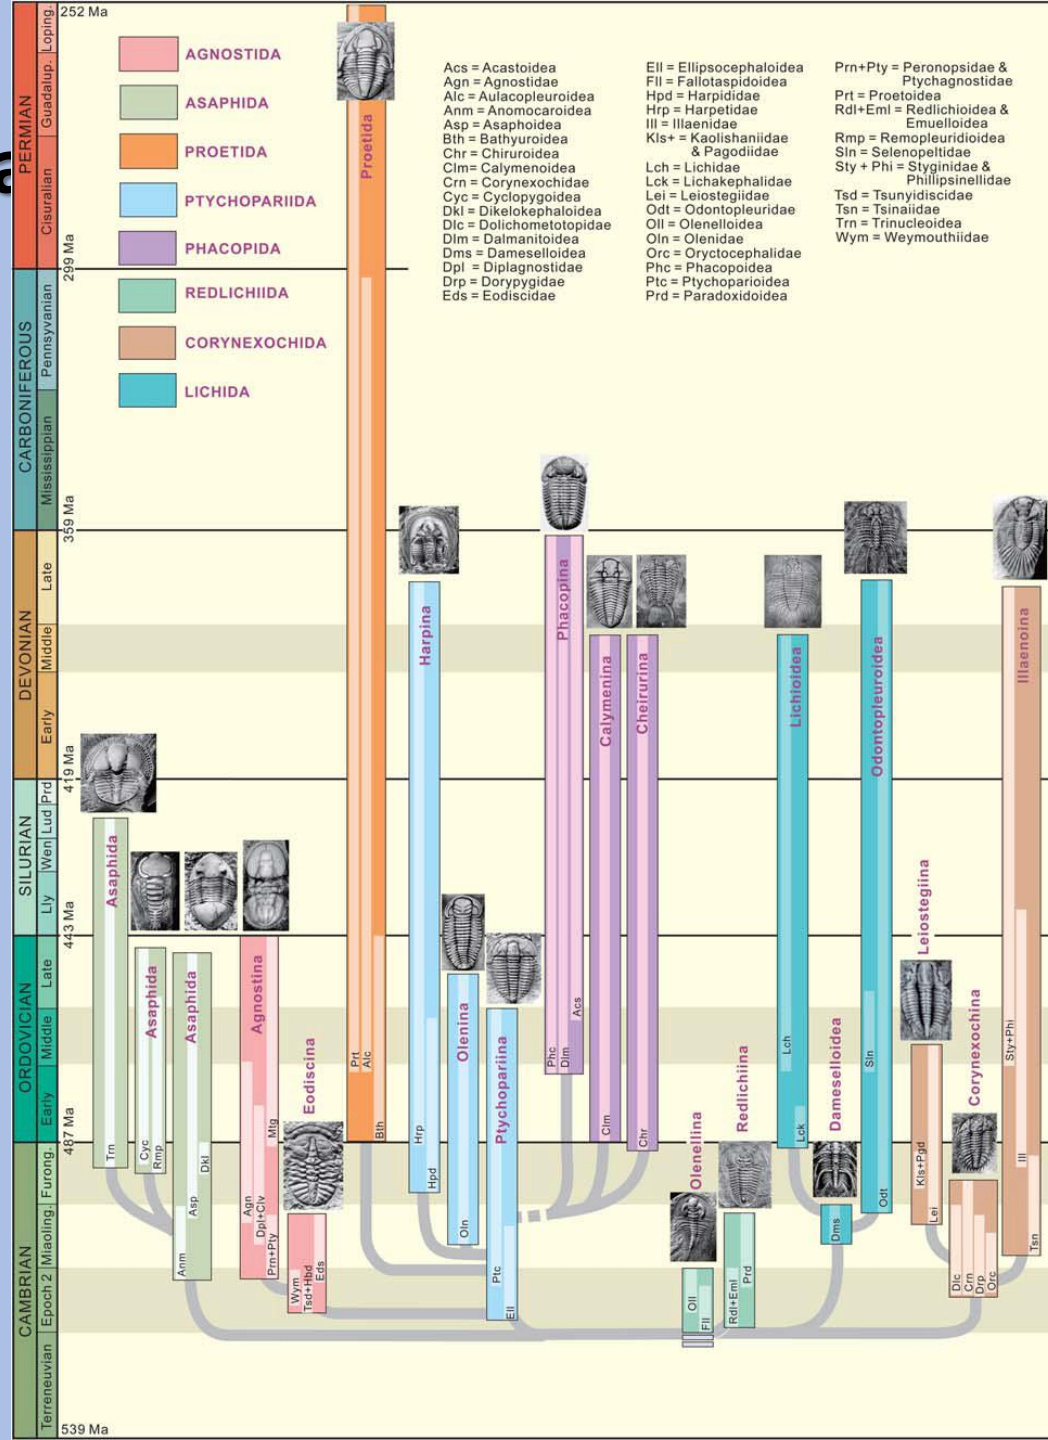 a
252 Ma
PERMIAN
Loping.
Guadalup.
Cisuralian
299 Ma
CARBONIFEROUS
Pennsyvanian
Mississippian
359 Ma
DEVONIAN
Late
Middle
Early
419 Ma
SILURIAN
Prd
Lud
Wen
Lly
443 Ma
ORDOVICIAN
Late
Middle
Early
487 Ma
CAMBRIAN
Furong.
Miaoling.
Epoch 2
Terreneuvian
539 Ma
AGNOSTIDA
ASAPHIDA
PROETIDA
PTYCHOPARIIDA
PHACOPIDA
REDLICHIIDA
CORYNEXOCHIDA
LICHIDA
Acs = Acastoidea
Agn = Agnostidae
Alc = Aulacopleuroidea
Anm = Anomocaroidea
Asp = Asaphoidea
Bth = Bathyuroidea
Chr = Chiruroidea
Clm= Calymenoidea
Crn = Corynexochidae
Cyc = Cyclopygoidea
Dkl = Dikelokephaloidea
Dlc = Dolichometotopidae
Dlm = Dalmanitoidea
Dms = Dameselloidea
Dpl = Diplagnostidae
Drp = Dorypygidae
Eds = Eodiscidae
Ell = Ellipsocephaloidea
Fll = Fallotaspidoidea
Hpd = Harpididae
Hrp = Harpetidae
Ill = Illaenidae
Kls+ = Kaolishaniidae
& Pagodiidae
Lch = Lichidae
Lck = Lichakephalidae
Lei = Leiostegiidae
Odt = Odontopleuridae
Oll = Olenelloidea
Oln = Olenidae
Orc = Oryctocephalidae
Phc = Phacopoidea
Ptc = Ptychoparioidea
Prd = Paradoxidoidea
Prn+Pty = Peronopsidae &
Ptychagnostidae
Prt = Proetoidea
Rdl+Eml = Redlichioidea &
Emuelloidea
Rmp = Remopleuridioidea
Sln = Selenopeltidae
Sty + Phi = Styginidae &
Phillipsinellidae
Tsd = Tsunyidiscidae
Tsn = Tsinaiidae
Trn = Trinucleoidea
Wym = Weymouthiidae
Asaphida
Trn
Asaphida
Cyc
Rmp
Asaphida
Anm
Asp
Dkl
Agnostina
Agn
Dpl+Clv
Prn+Pty
Mtg
Eodiscina
Wym
Tsd+Hbd
Eds
Proetida
Prt
Alc
Bth
Harpina
Hrp
Hpd
Olenina
Oln
Ptychopariina
Ptc
Ell
Phacopina
Phc
Dlm
Acs
Calymenina
Clm
Cheirurina
Chr
Olenellina
Oll
Fll
Redlichiina
Rdl+Eml
Prd
Lichioidea
Lch
Lck
Dameselloidea
Dms
Odontopleuroidea
Sln
Odt
Leiostegiina
Kls+Pgd
Lei
Corynexochina
Dlc
Crn
Drp
Orc
Illaenoina
Sty+Phi
Ill
Tsn